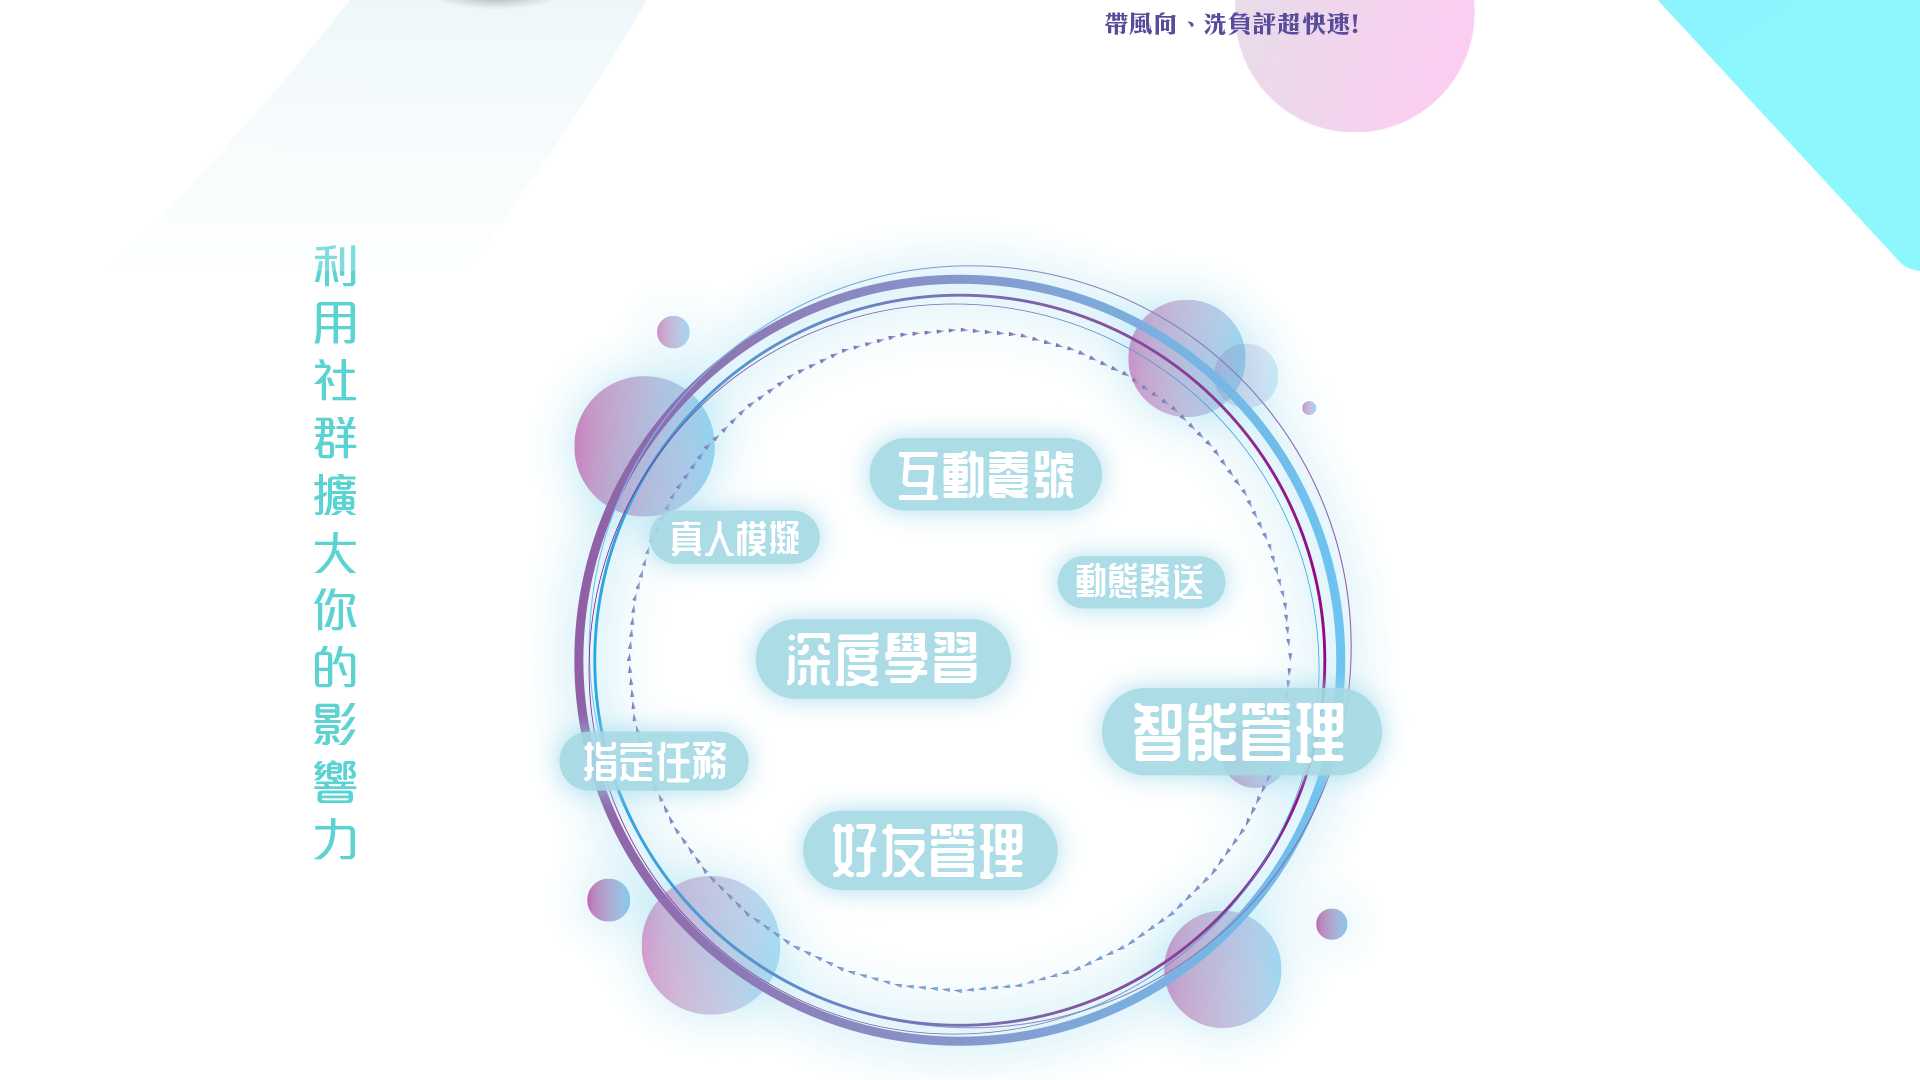 帶風向、洗負評超快速!
利用社群擴大你的影響力
互動養號
真人模擬
動態發送
深度學習
智能管理
指定任務
好友管理